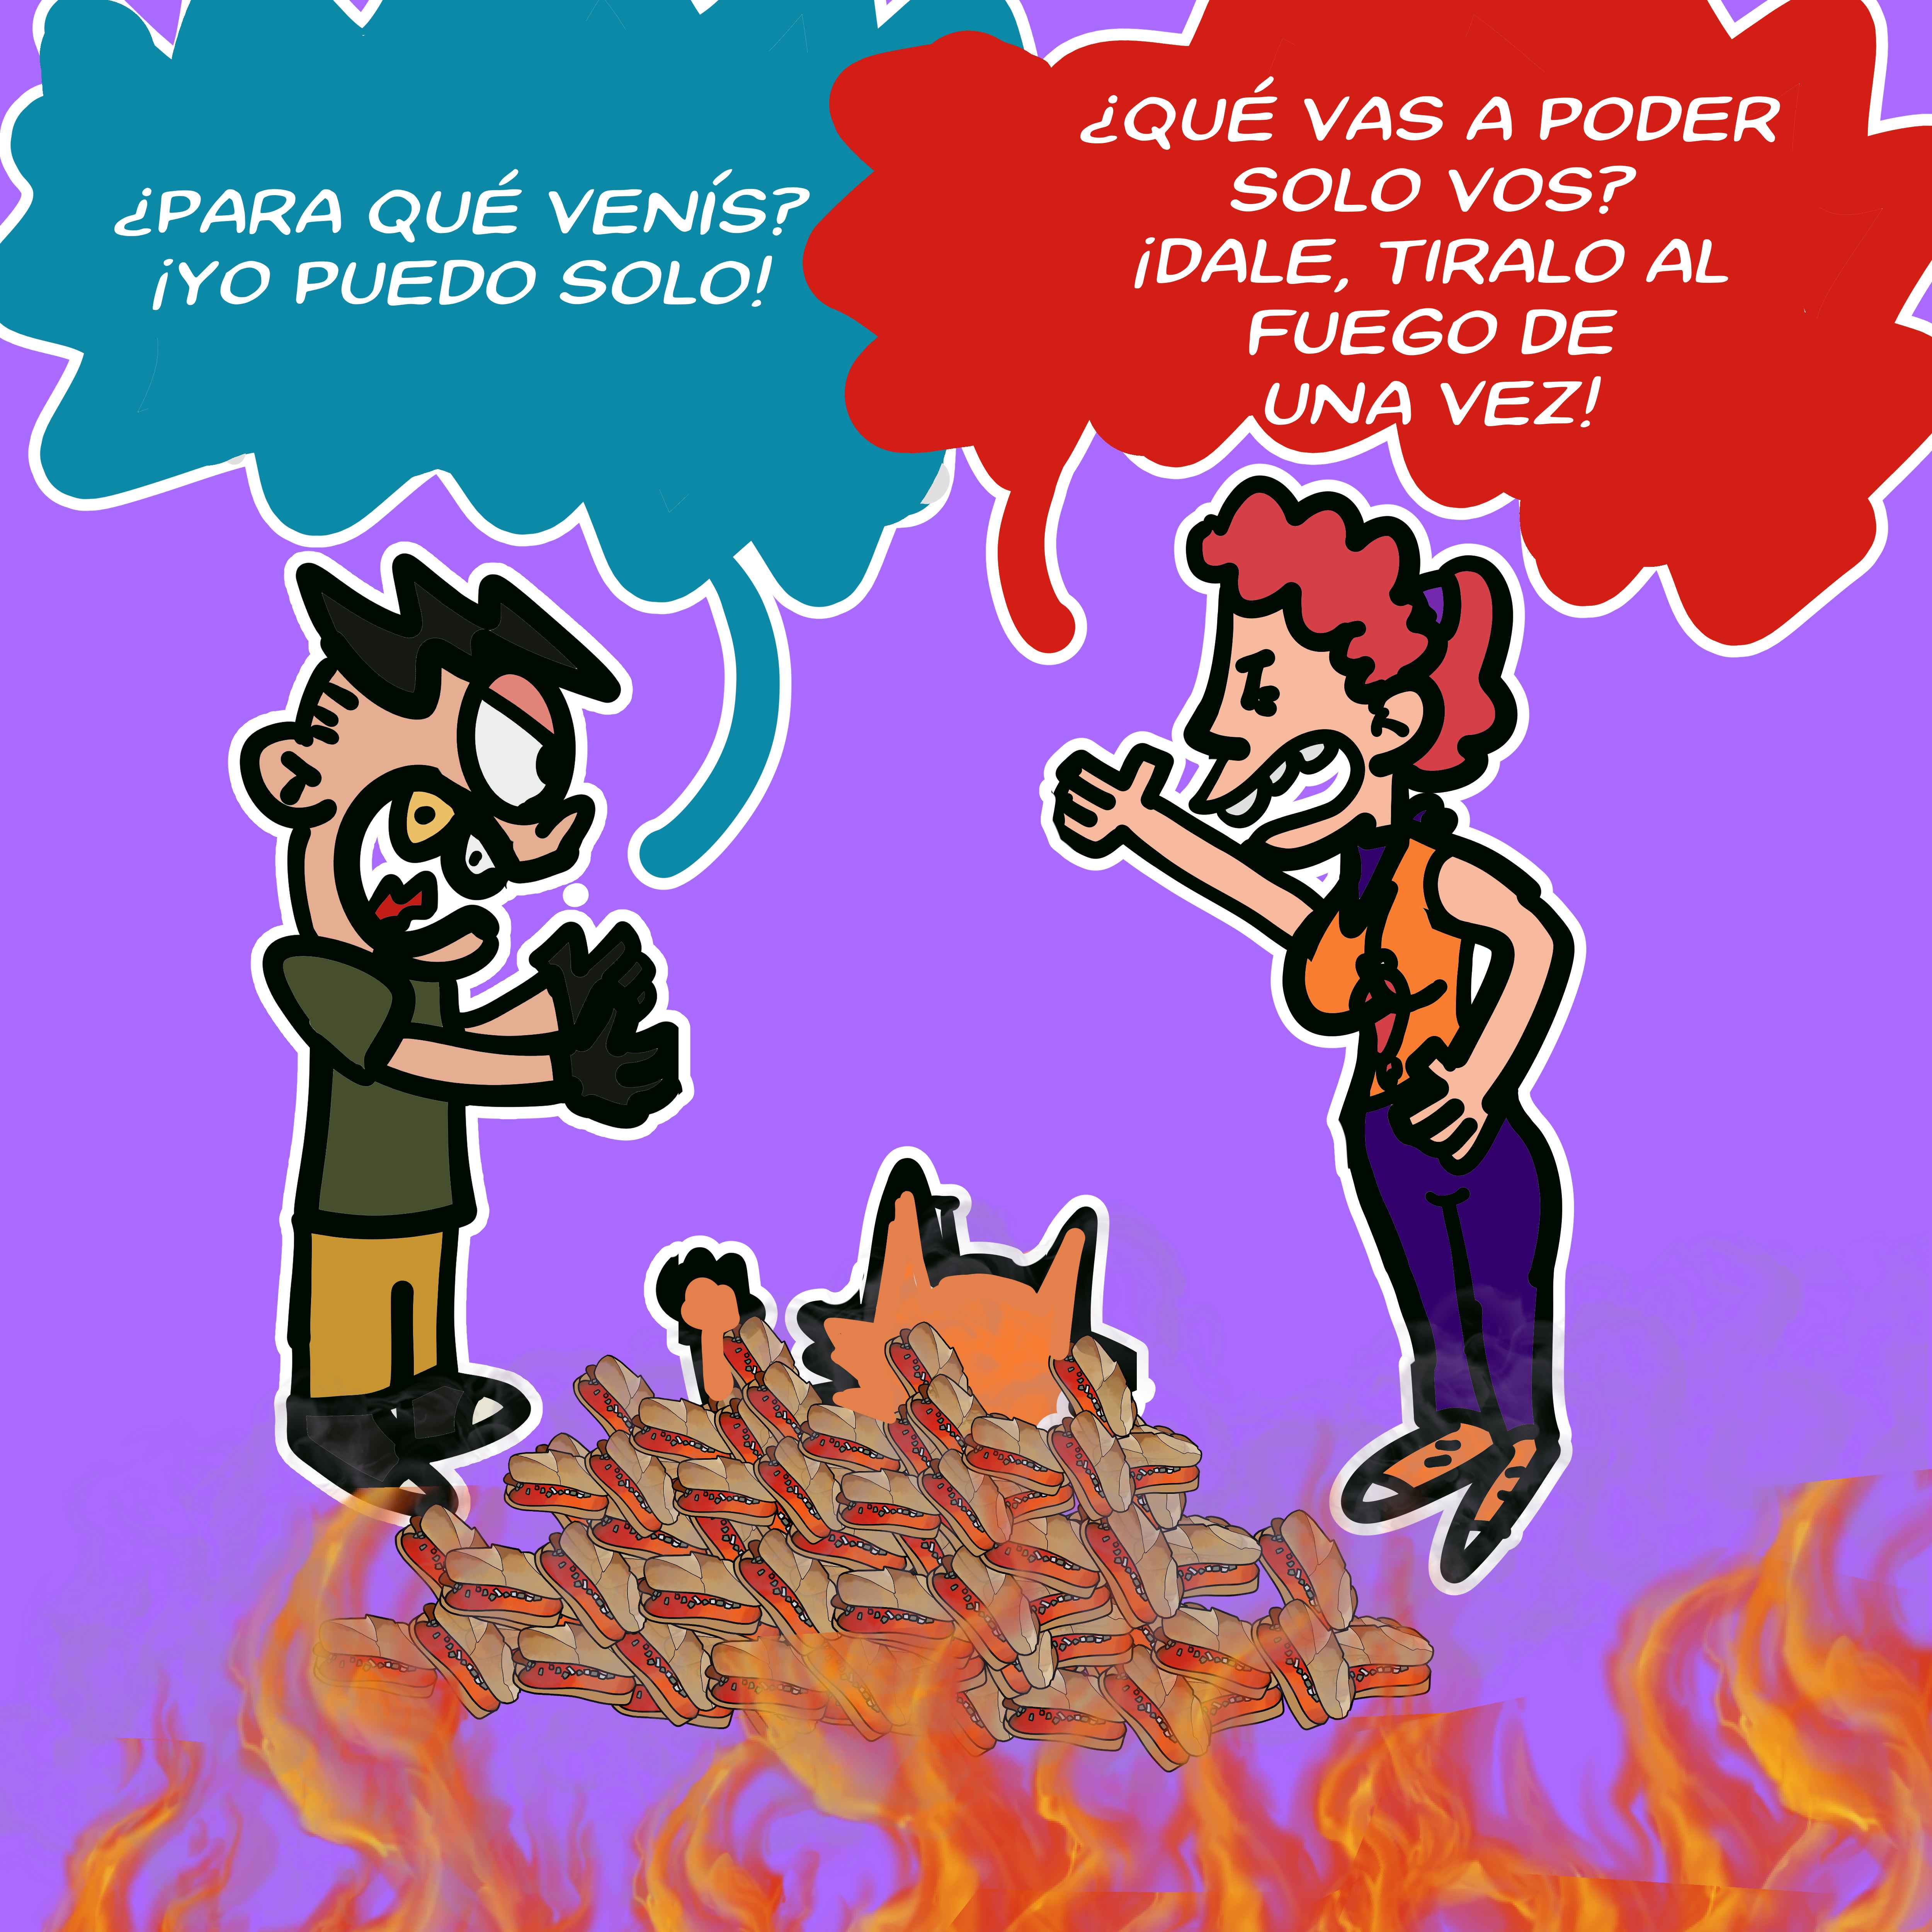 ¿PARA QUÉ VENÍS?
¡YO PUEDO SOLO!
¿QUÉ VAS A PODER
SOLO VOS?
¡DALE, TIRALO AL
FUEGO DE
UNA VEZ!